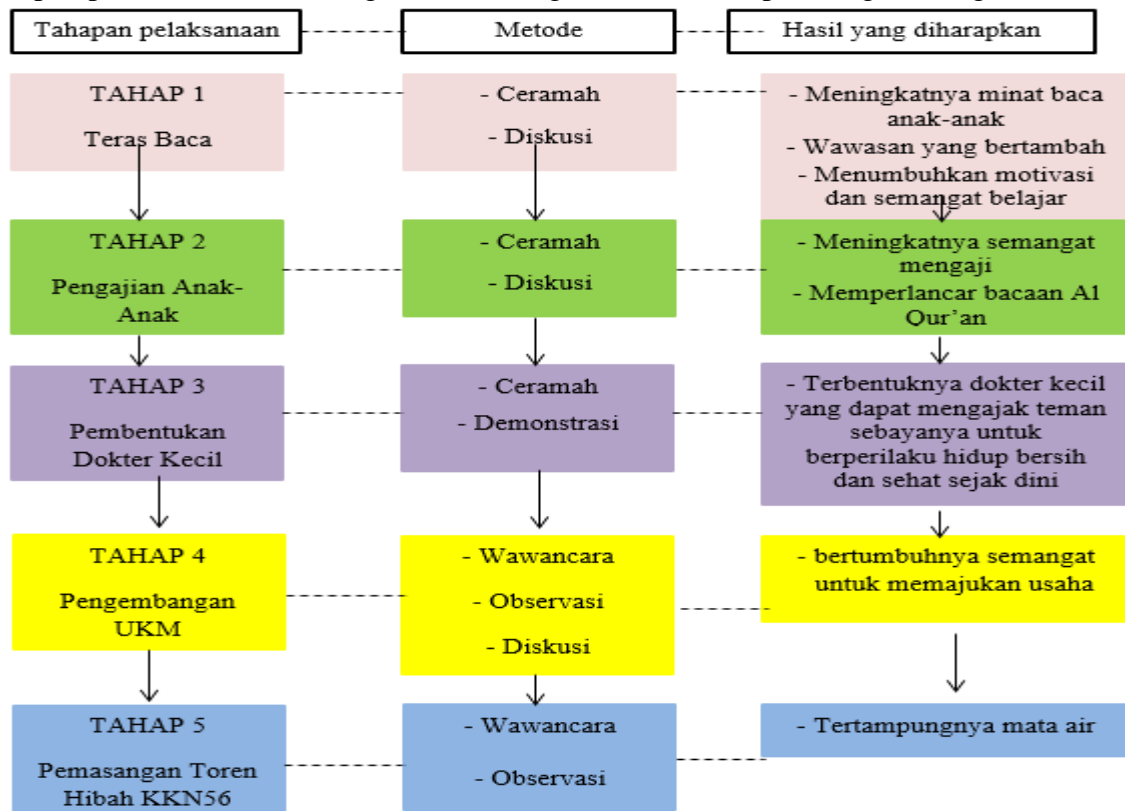 Tahapan pelaksanaan
Metode
Hasil yang diharapkan
TAHAP 1
Teras Baca
- Ceramah
- Diskusi
- Meningkatnya minat baca
anak-anak
- Wawasan yang bertambah
- Menumbuhkan motivasi
dan semangat belajar
TAHAP 2
Pengajian Anak-
Anak
- Ceramah
- Diskusi
- Meningkatnya semangat
mengaji
- Memperlancar bacaan Al
Qur’an
TAHAP 3
Pembentukan
Dokter Kecil
- Ceramah
- Demonstrasi
- Terbentuknya dokter kecil
yang dapat mengajak teman
sebayanya untuk
berperilaku hidup bersih
dan sehat sejak dini
TAHAP 4
Pengembangan
UKM
- Wawancara
- Observasi
- Diskusi
- bertumbuhnya semangat
untuk memajukan usaha
TAHAP 5
Pemasangan Toren
Hibah KKN56
- Wawancara
- Observasi
- Tertampungnya mata air